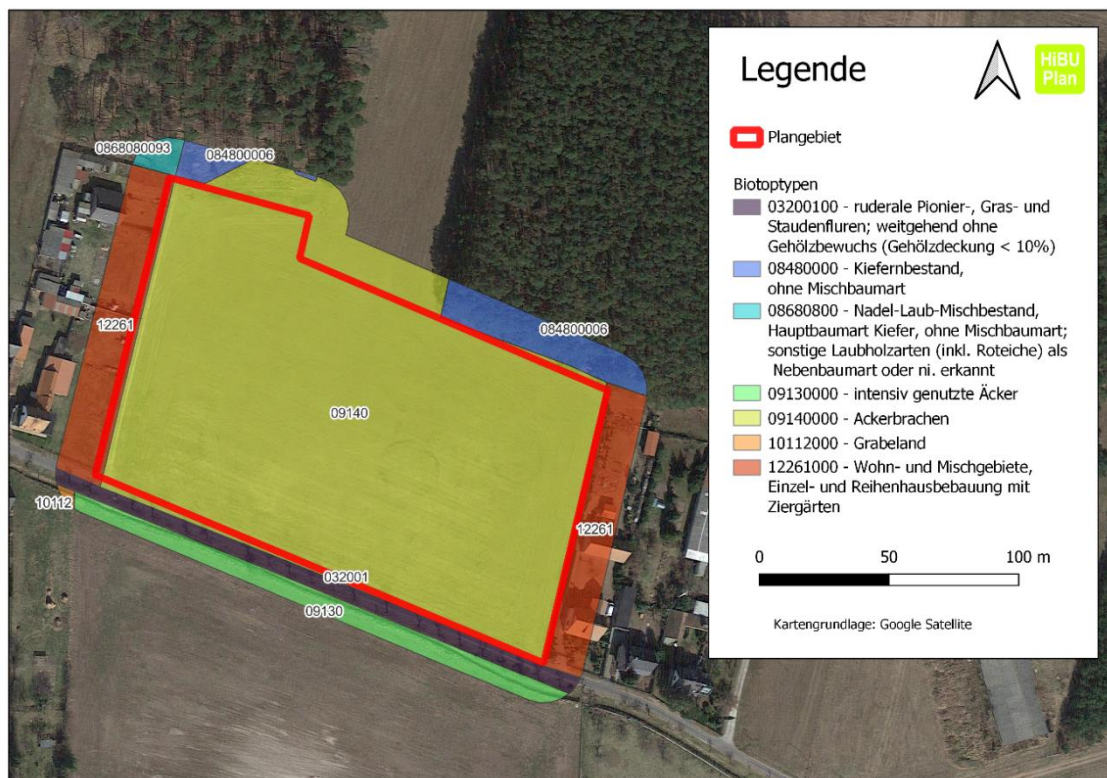 Legende
HiBU
Plan
Plangebiet
Biotoptypen
03200100 - ruderale Pionier-, Gras- und
Staudenfluren; weitgehend ohne
Gehölzbewuchs (Gehölzdeckung < 10%)
08480000 - Kiefernbestand,
ohne Mischbaumart
08680800 - Nadel-Laub-Mischbestand,
Hauptbaumart Kiefer, ohne Mischbaumart;
sonstige Laubholzarten (inkl. Roteiche) als
Nebenbaumart oder ni. erkannt
09130000 - intensiv genutzte Äcker
09140000 - Ackerbrachen
10112000 - Grabeland
12261000 - Wohn- und Mischgebiete,
Einzel- und Reihenhausbebauung mit
Ziergärten
0 50 100 m
Kartengrundlage: Google Satellite
0868080093
084800006
12261
084800006
09140
10112
12261
032001
09130